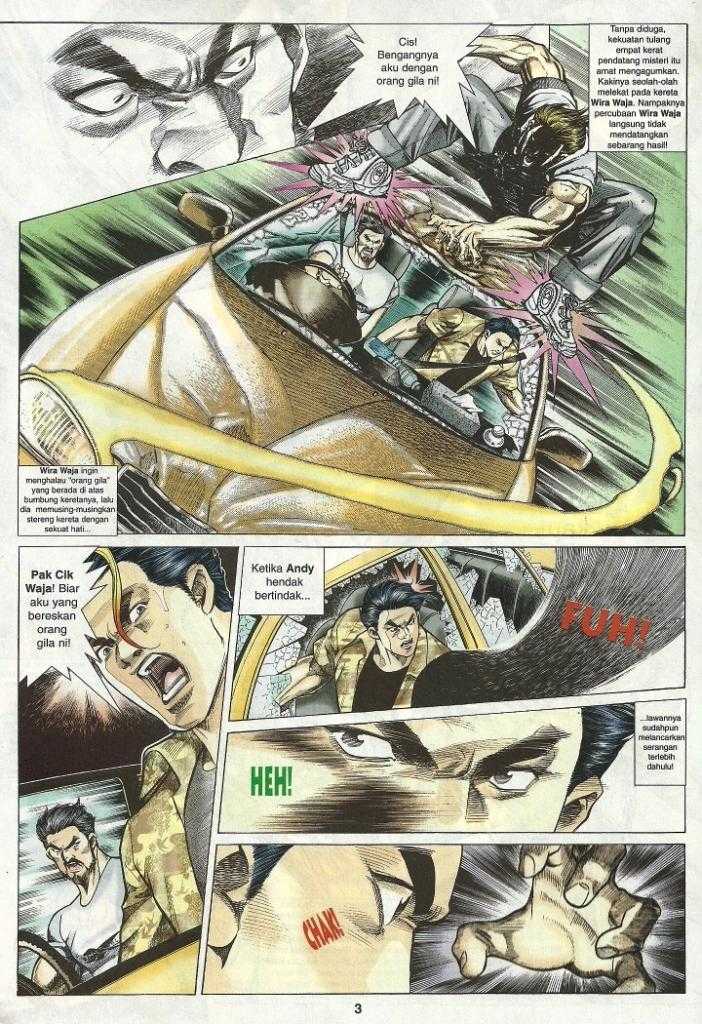 Cis!
Bengangnya
aku dengan
orang gila ni!
Tanpa diduga,
kekuatan tulang
empat kerat
pendatang misteri itu
amat mengagumkan.
Kakinya seolah-olah
melekat pada kereta
Wira Waja. Nampaknya
percubaan Wira Waja
langsung tidak
mendatangkan
sebarang hasil!
Wira Waja ingin
menghalau "orang gila"
yang berada di atas
bumbung keretanya, lalu
dia memusing-musingkan
stereng kereta dengan
sekuat hati...
Pak Cik
Waja! Biar
aku yang
bereskan
orang
gila ni!
Ketika Andy
hendak
bertindak...
FUH!
...lawannya
sudahpun
melancarkan
serangan
terlebih
dahulu!
HEH!
CHAK!
3